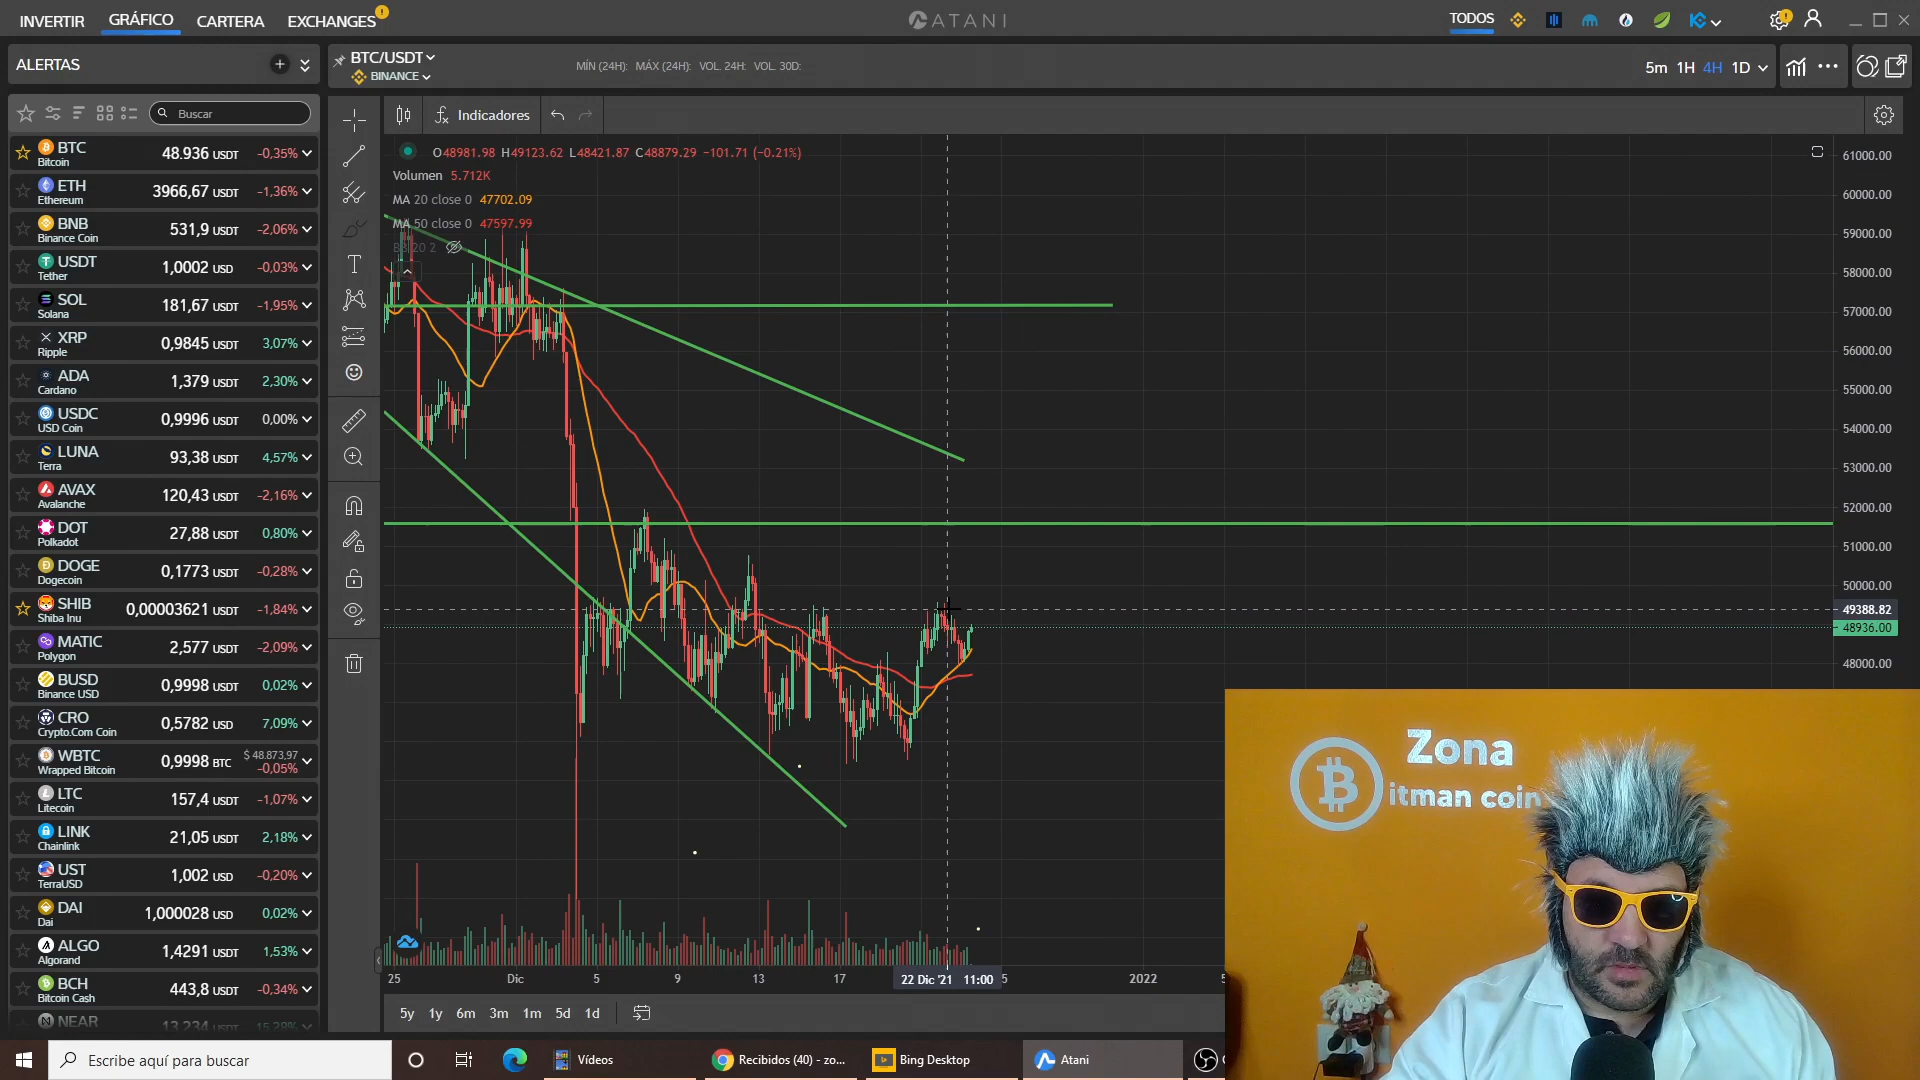 INVERTIR GRÁFICO CARTERA EXCHANGES ATANI TODOS
ALERTAS
BTC/USDT
BINANCE
MÍN (24H): MÁX (24H): VOL. 24H: VOL. 30D:
5m 1H 4H 1D
Buscar
Indicadores
O48981.98 H49123.62 L48421.87 C48879.29 −101.71 (−0.21%)
Volumen 5.712K
MA 20 close 0 47702.09
MA 50 close 0 47597.99
BB 20 2
BTC 48.936 USDT -0,35%
Bitcoin
ETH 3966,67 USDT -1,36%
Ethereum
BNB 531,9 USDT -2,06%
Binance Coin
USDT 1,0002 USD -0,03%
Tether
SOL 181,67 USDT -1,95%
Solana
XRP 0,9845 USDT 3,07%
Ripple
ADA 1,379 USDT 2,30%
Cardano
USDC 0,9996 USDT 0,00%
USD Coin
LUNA 93,38 USDT 4,57%
Terra
AVAX 120,43 USDT -2,16%
Avalanche
DOT 27,88 USDT 0,80%
Polkadot
DOGE 0,1773 USDT -0,28%
Dogecoin
SHIB 0,00003621 USDT -1,84%
Shiba Inu
MATIC 2,577 USDT -2,09%
Polygon
BUSD 0,9998 USDT 0,02%
Binance USD
CRO 0,5782 USD 7,09%
Crypto.Com Coin
WBTC 0,9998 BTC $ 48.873,97 -0,05%
Wrapped Bitcoin
LTC 157,4 USDT -1,07%
Litecoin
LINK 21,05 USDT 2,18%
Chainlink
UST 1,002 USD -0,20%
TerraUSD
DAI 1,000028 USD 0,02%
Dai
ALGO 1,4291 USDT 1,53%
Algorand
BCH 443,8 USDT -0,34%
Bitcoin Cash
NEAR 13,234 USDT 15,28%
61000.00
60000.00
59000.00
58000.00
57000.00
56000.00
55000.00
54000.00
53000.00
52000.00
51000.00
50000.00
49388.82
48936.00
48000.00
25 Dic 5 9 13 17 22 Dic '21 11:00 5 2022
5y 1y 6m 3m 1m 5d 1d
Zona
Bitman coin
Escribe aquí para buscar
Vídeos
Recibidos (40) - zo...
Bing Desktop
Atani